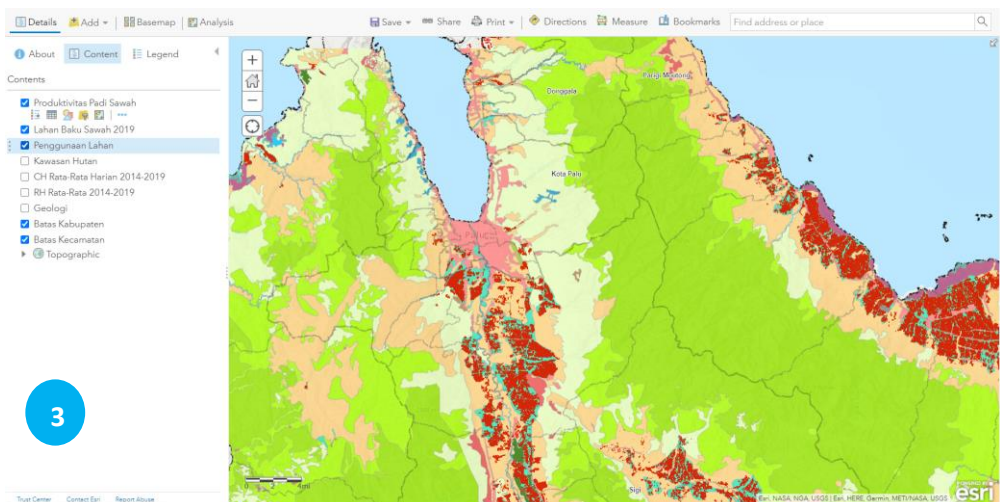 Details Add Basemap Analysis Save Share Print Directions Measure Bookmarks Find address or place
About Content Legend
Contents
Produktivitas Padi Sawah
Lahan Baku Sawah 2019
Penggunaan Lahan
Kawasan Hutan
CH Rata-Rata Harian 2014-2019
RH Rata-Rata 2014-2019
Geologi
Batas Kabupaten
Batas Kecamatan
Topographic
3
Trust Center Contact Esri Report Abuse
Parigi Moutong
Donggala
Kota Palu
Sigi
Esri, NASA, NGA, USGS | Esri, HERE, Garmin, METI/NASA, USGS
POWERED BY
esri